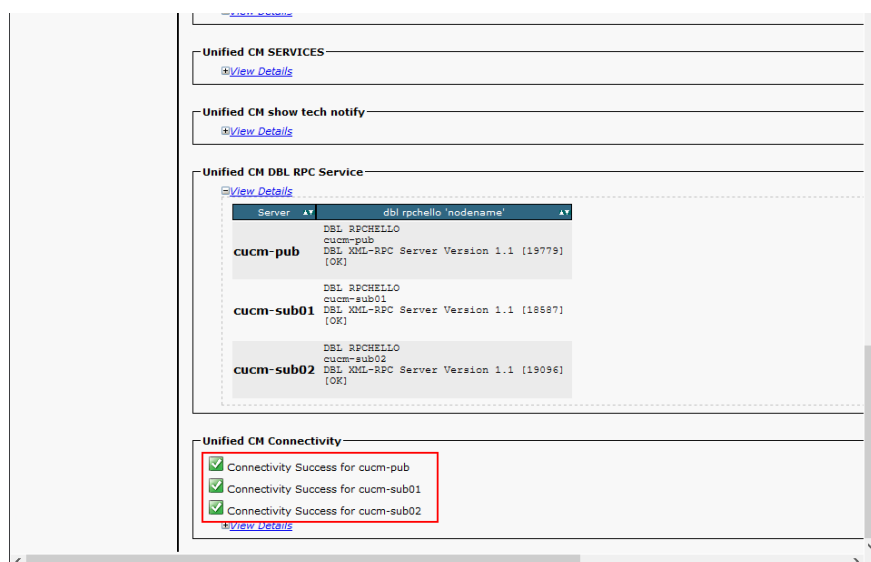 View Details
Unified CM SERVICES
View Details
Unified CM show tech notify
View Details
Unified CM DBL RPC Service
View Details
Server dbl rpchello 'nodename'
cucm-pub
DBL RPCHELLO
cucm-pub
DBL XML-RPC Server Version 1.1 [19779]
[OK]
cucm-sub01
DBL RPCHELLO
cucm-sub01
DBL XML-RPC Server Version 1.1 [18587]
[OK]
cucm-sub02
DBL RPCHELLO
cucm-sub02
DBL XML-RPC Server Version 1.1 [19096]
[OK]
Unified CM Connectivity
Connectivity Success for cucm-pub
Connectivity Success for cucm-sub01
Connectivity Success for cucm-sub02
View Details